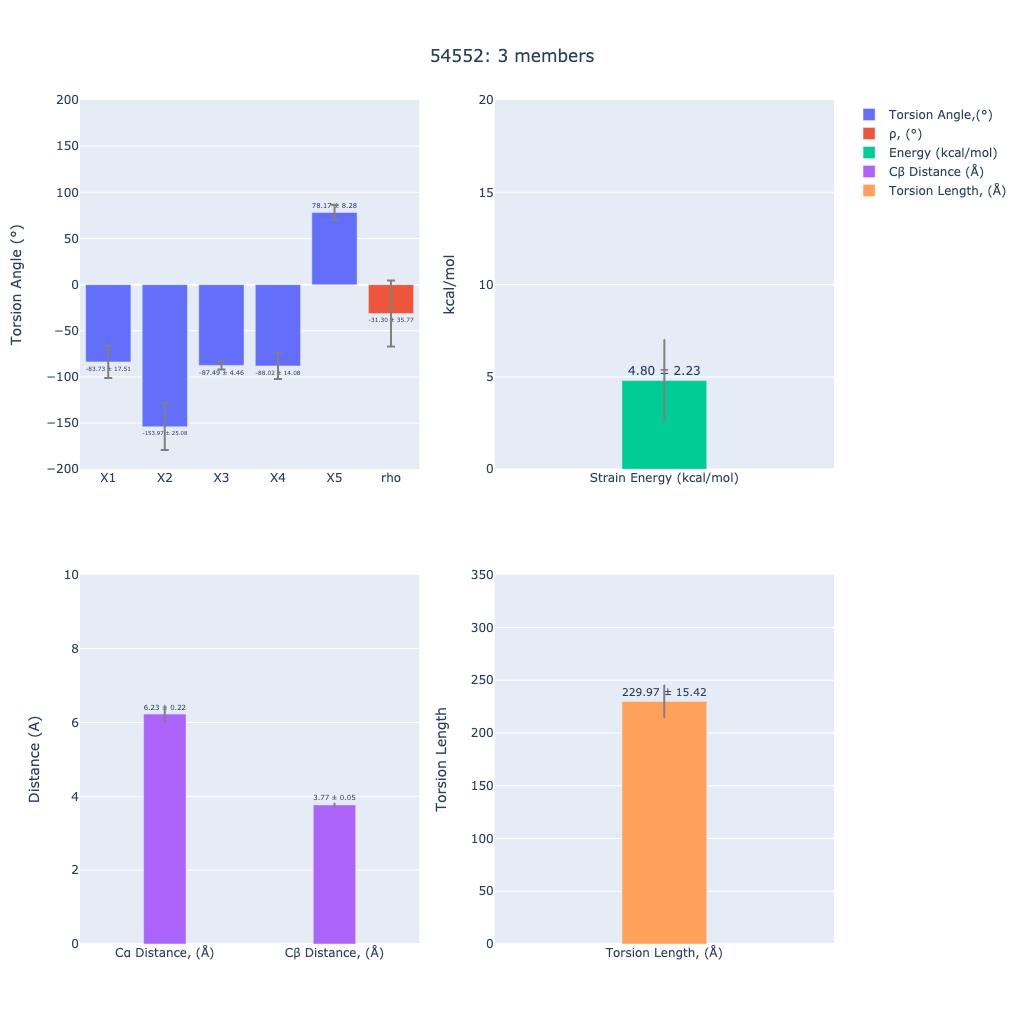 54552: 3 members
Torsion Angle (°)
200
150
100
50
0
−50
−100
−150
−200
-83.73 ± 17.51
-153.97 ± 25.08
-87.49 ± 4.46
-88.02 ± 14.08
78.17 ± 8.28
-31.30 ± 35.77
X1 X2 X3 X4 X5 rho
kcal/mol
20
15
10
5
0
4.80 ± 2.23
Strain Energy (kcal/mol)
Torsion Angle,(°)
ρ, (°)
Energy (kcal/mol)
Cβ Distance (Å)
Torsion Length, (Å)
Distance (A)
10
8
6
4
2
0
6.23 ± 0.22
3.77 ± 0.05
Cα Distance, (Å) Cβ Distance, (Å)
Torsion Length
350
300
250
200
150
100
50
0
229.97 ± 15.42
Torsion Length, (Å)